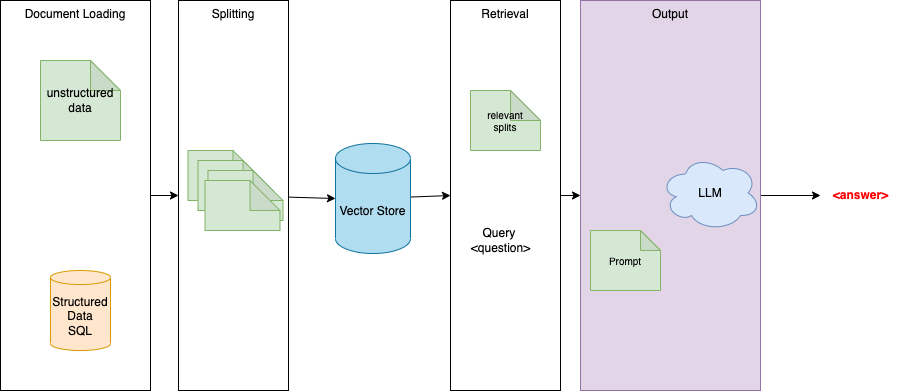 Document Loading
Splitting
Retrieval
Output
unstructured
data
relevant
splits
LLM
<answer>
Vector Store
Query
<question>
Prompt
Structured
Data
SQL